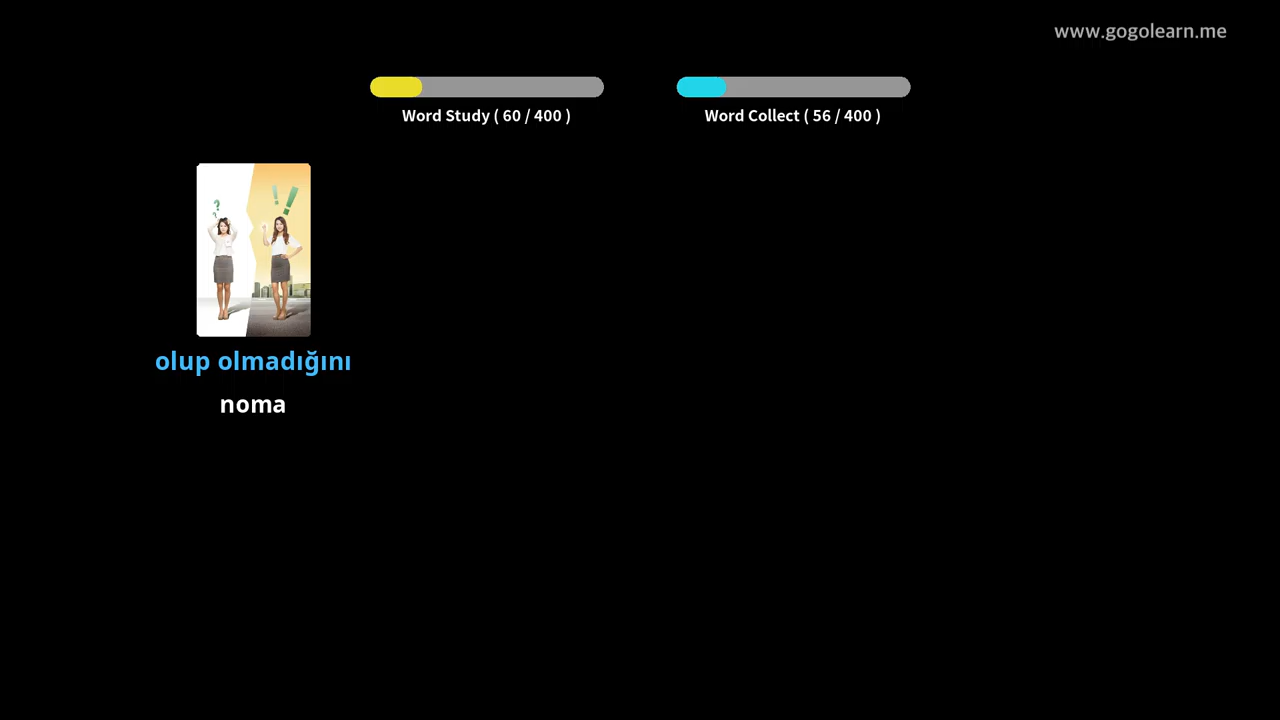 www.gogolearn.me
Word Study ( 60 / 400 )
Word Collect ( 56 / 400 )
olup olmadığını
noma